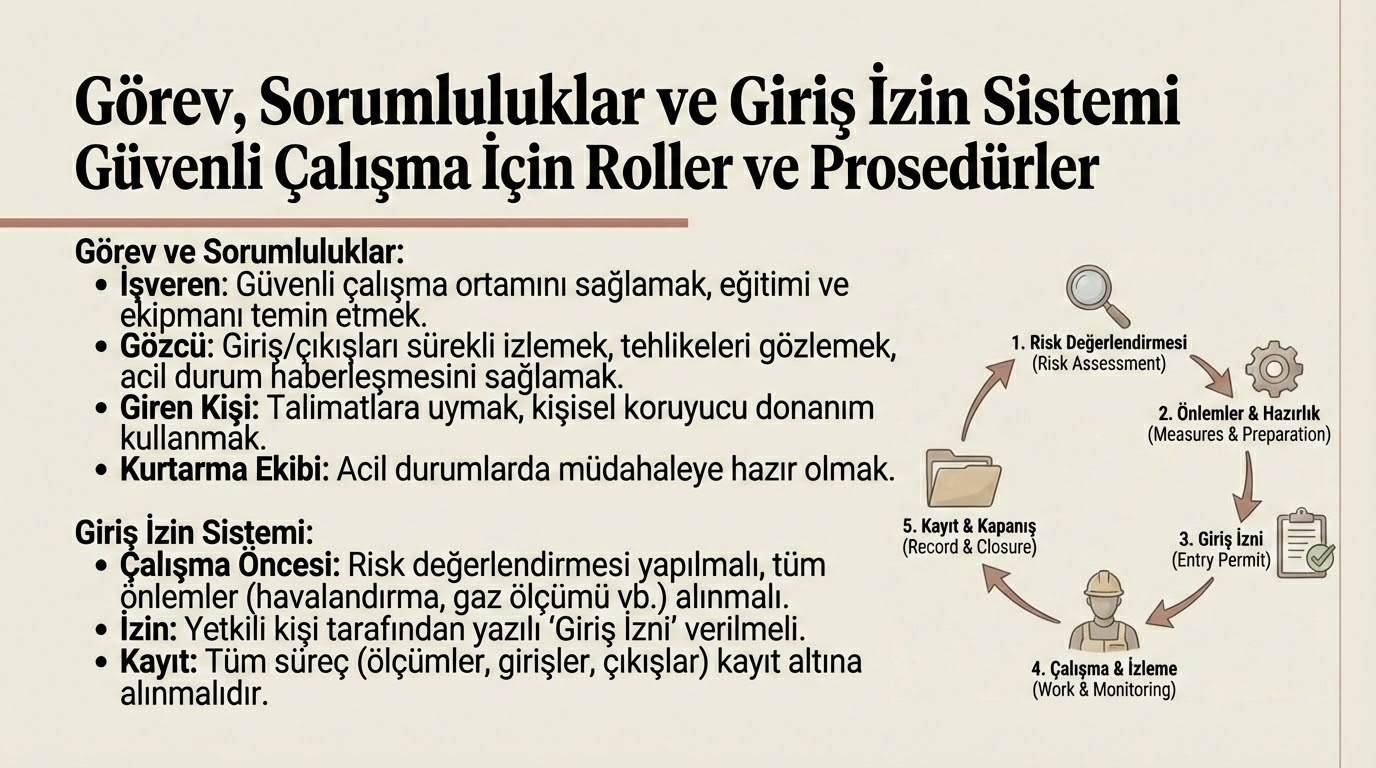 Görev, Sorumluluklar ve Giriş İzin Sistemi
Güvenli Çalışma İçin Roller ve Prosedürler
Görev ve Sorumluluklar:
• İşveren: Güvenli çalışma ortamını sağlamak, eğitimi ve
ekipmanı temin etmek.
• Gözcü: Giriş/çıkışları sürekli izlemek, tehlikeleri gözlemek,
acil durum haberleşmesini sağlamak.
• Giren Kişi: Talimatlara uymak, kişisel koruyucu donanım
kullanmak.
• Kurtarma Ekibi: Acil durumlarda müdahaleye hazır olmak.
Giriş İzin Sistemi:
• Çalışma Öncesi: Risk değerlendirmesi yapılmalı, tüm
önlemler (havalandırma, gaz ölçümü vb.) alınmalı.
• İzin: Yetkili kişi tarafından yazılı ‘Giriş İzni’ verilmeli.
• Kayıt: Tüm süreç (ölçümler, girişler, çıkışlar) kayıt altına
alınmalıdır.
1. Risk Değerlendirmesi
(Risk Assessment)
2. Önlemler & Hazırlık
(Measures & Preparation)
3. Giriş İzni
(Entry Permit)
4. Çalışma & İzleme
(Work & Monitoring)
5. Kayıt & Kapanış
(Record & Closure)